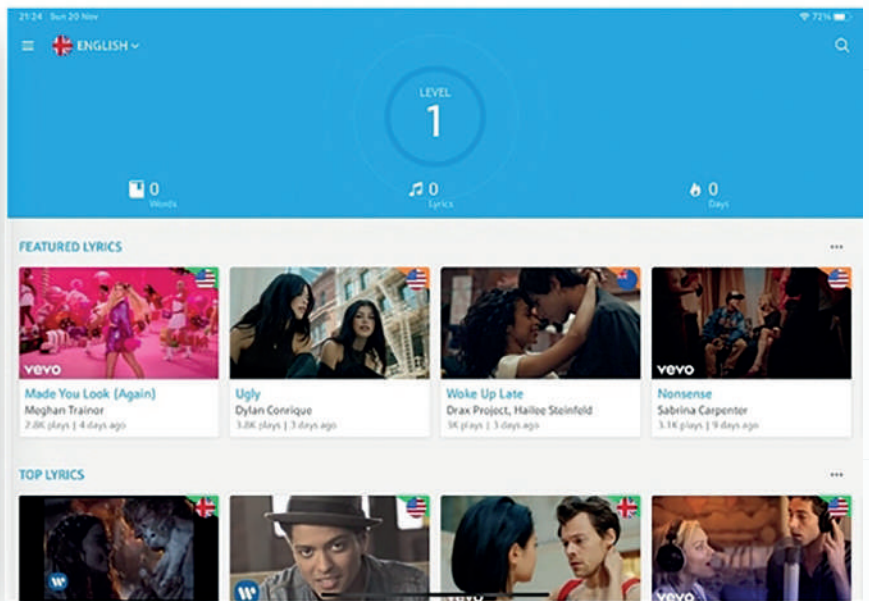 21:24 Sun 20 Nov
72%
ENGLISH
LEVEL
1
0
Words
0
Lyrics
0
Days
FEATURED LYRICS
vevo
vevo
Made You Look (Again)
Meghan Trainor
2.8K plays | 4 days ago
Ugly
Dylan Conrique
3.8K plays | 3 days ago
Woke Up Late
Drax Project, Hailee Steinfeld
3K plays | 3 days ago
Nonsense
Sabrina Carpenter
3.1K plays | 9 days ago
TOP LYRICS
vevo
vevo